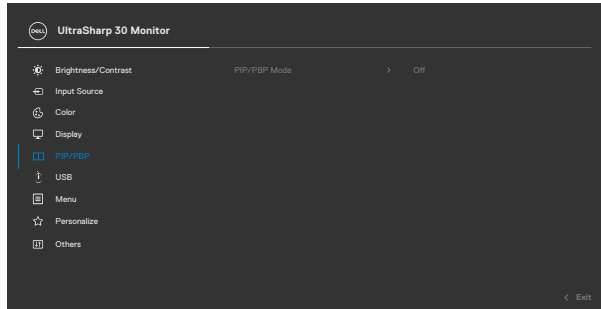 DELL UltraSharp 30 Monitor
Brightness/Contrast PIP/PBP Mode > Off
Input Source
Color
Display
PIP/PBP
USB
Menu
Personalize
Others
< Exit